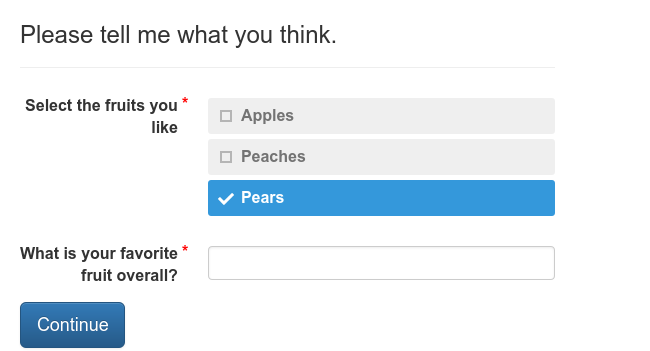 Please tell me what you think.
Select the fruits you *
like
Apples
Peaches
Pears
What is your favorite *
fruit overall?
Continue